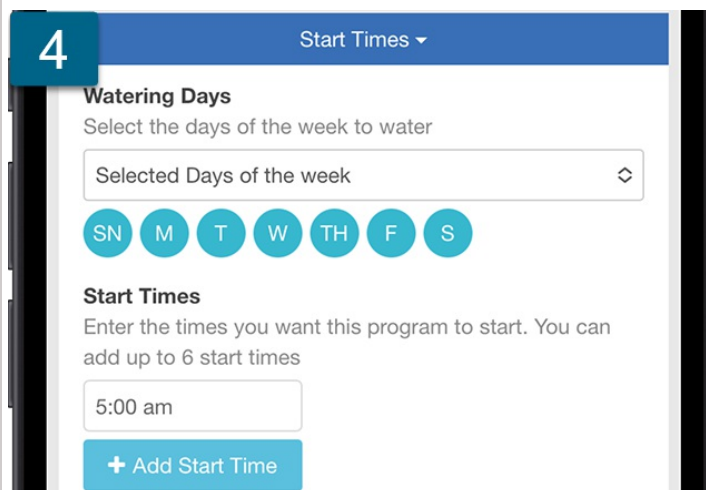 4
Start Times
Watering Days
Select the days of the week to water
Selected Days of the week
SN M T W TH F S
Start Times
Enter the times you want this program to start. You can
add up to 6 start times
5:00 am
+ Add Start Time